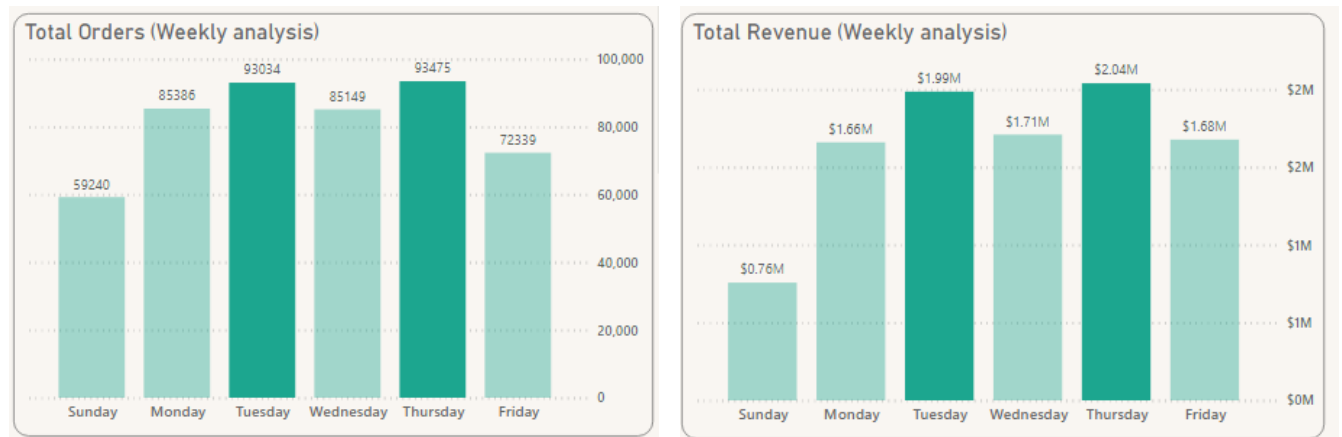 Total Orders (Weekly analysis)
100,000
93034
93475
85386
85149
80,000
72339
59240
60,000
40,000
20,000
0
Sunday Monday Tuesday Wednesday Thursday Friday
Total Revenue (Weekly analysis)
$2.04M
$1.99M
$2M
$1.71M
$1.66M
$1.68M
$2M
$1M
$0.76M
$1M
$0M
Sunday Monday Tuesday Wednesday Thursday Friday